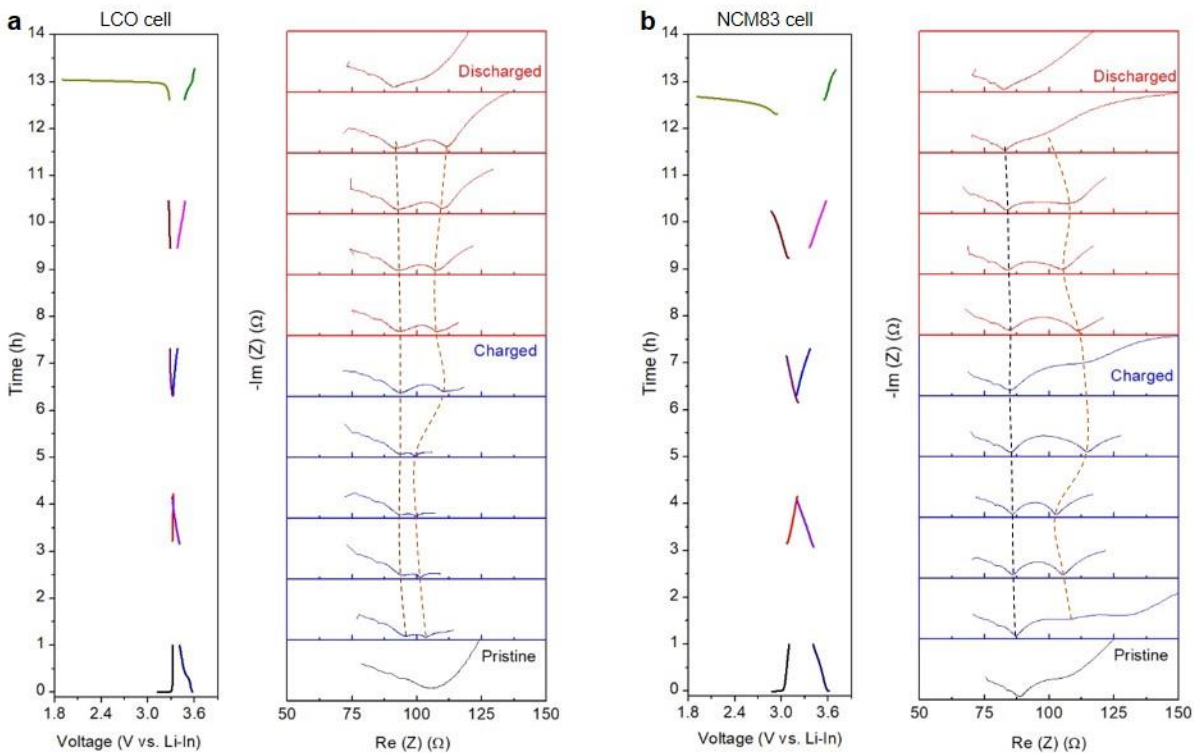 a
LCO cell
14
13
12
11
10
9
8
7
6
5
4
3
2
1
0
Time (h)
1.8 2.4 3.0 3.6
Voltage (V vs. Li-In)
-Im (Z) (Ω)
Discharged
Charged
Pristine
50 75 100 125 150
Re (Z) (Ω)
b
NCM83 cell
14
13
12
11
10
9
8
7
6
5
4
3
2
1
0
Time (h)
1.8 2.4 3.0 3.6
Voltage (V vs. Li-In)
-Im (Z) (Ω)
Discharged
Charged
Pristine
50 75 100 125 150
Re (Z) (Ω)